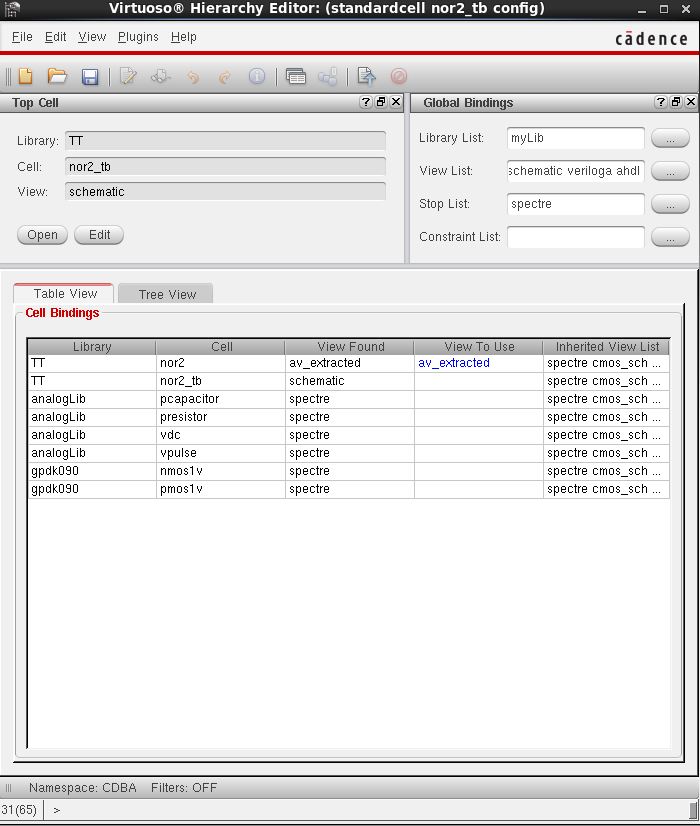 Virtuoso® Hierarchy Editor: (standardcell nor2_tb config)
File Edit View Plugins Help
cādence
Top Cell
Global Bindings
Library: TT
Cell: nor2_tb
View: schematic
Open Edit
Library List: myLib ...
View List: schematic veriloga ahdl ...
Stop List: spectre ...
Constraint List: ...
Table View Tree View
Cell Bindings
Library Cell View Found View To Use Inherited View List
TT nor2 av_extracted av_extracted spectre cmos_sch ...
TT nor2_tb schematic spectre cmos_sch ...
analogLib pcapacitor spectre spectre cmos_sch ...
analogLib presistor spectre spectre cmos_sch ...
analogLib vdc spectre spectre cmos_sch ...
analogLib vpulse spectre spectre cmos_sch ...
gpdk090 nmos1v spectre spectre cmos_sch ...
gpdk090 pmos1v spectre spectre cmos_sch ...
Namespace: CDBA Filters: OFF
31(65) >